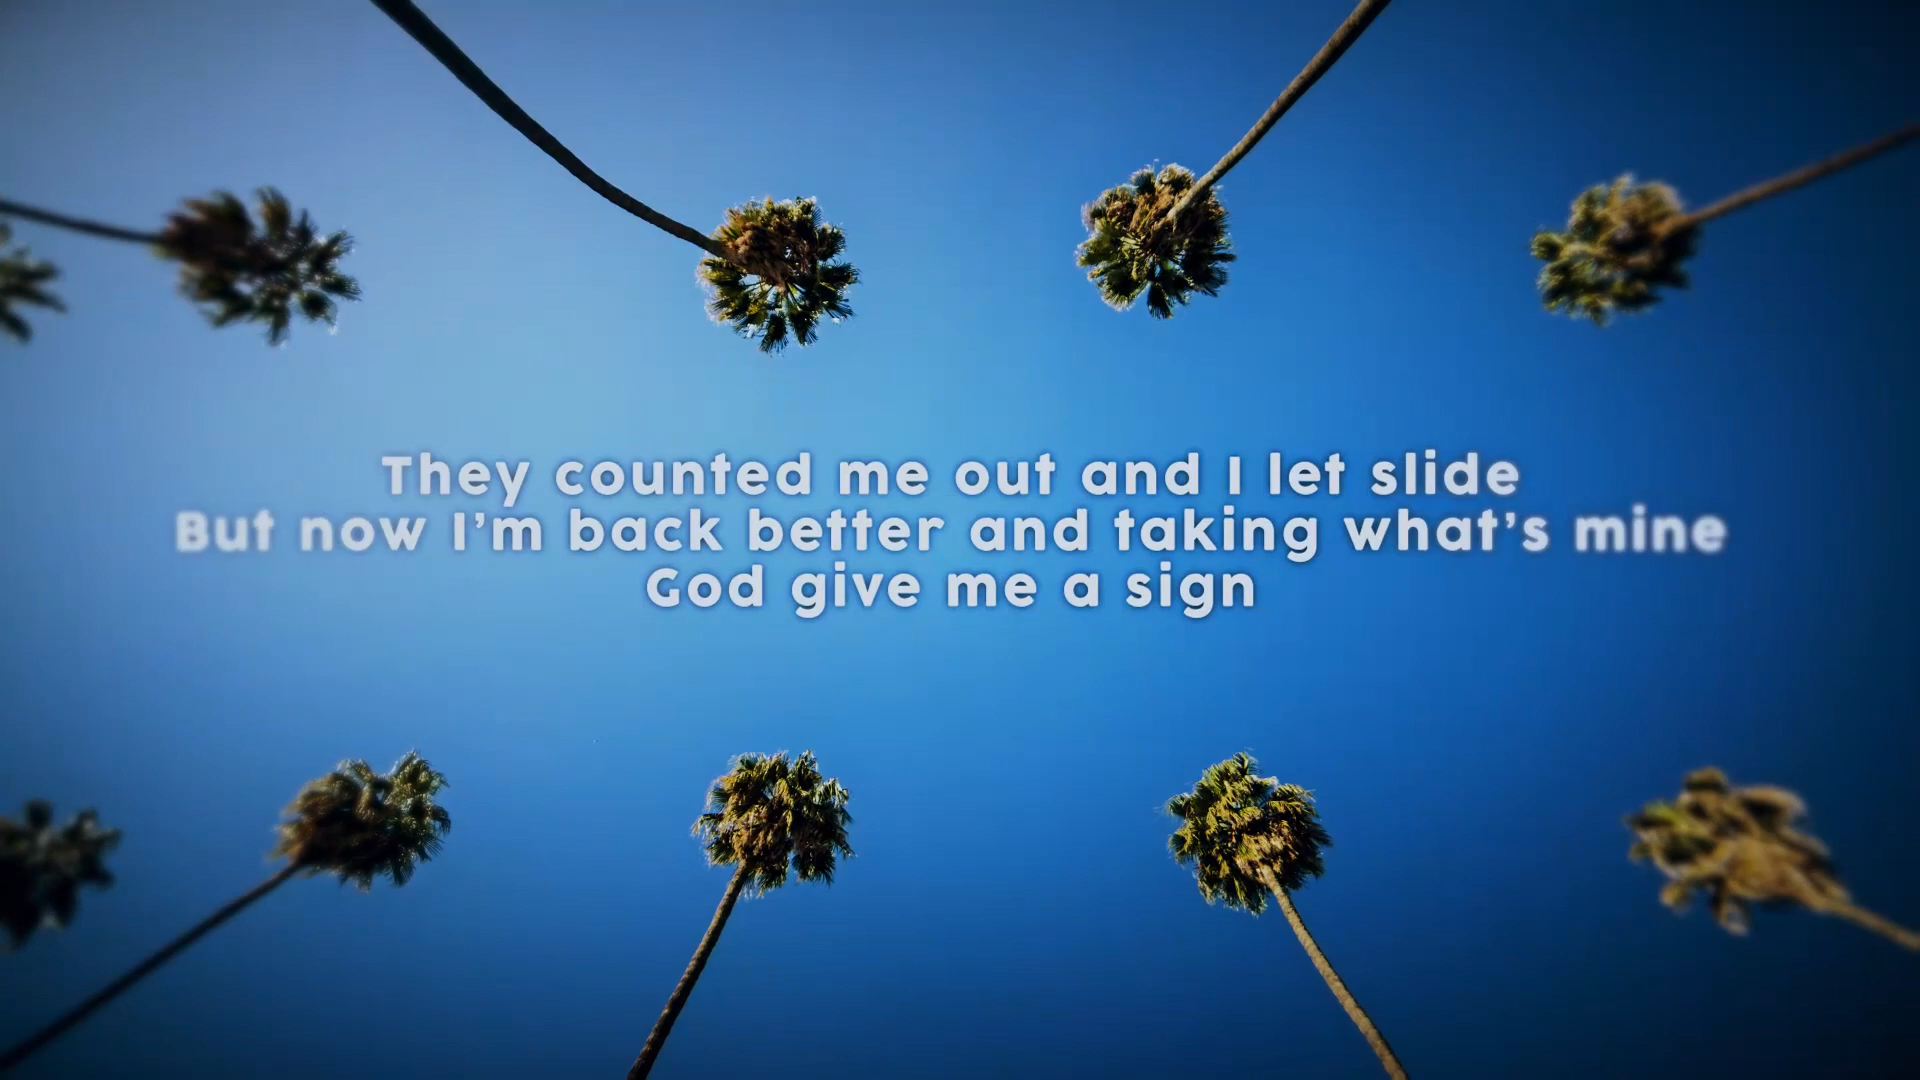 They counted me out and I let slide
But now I'm back better and taking what's mine
God give me a sign